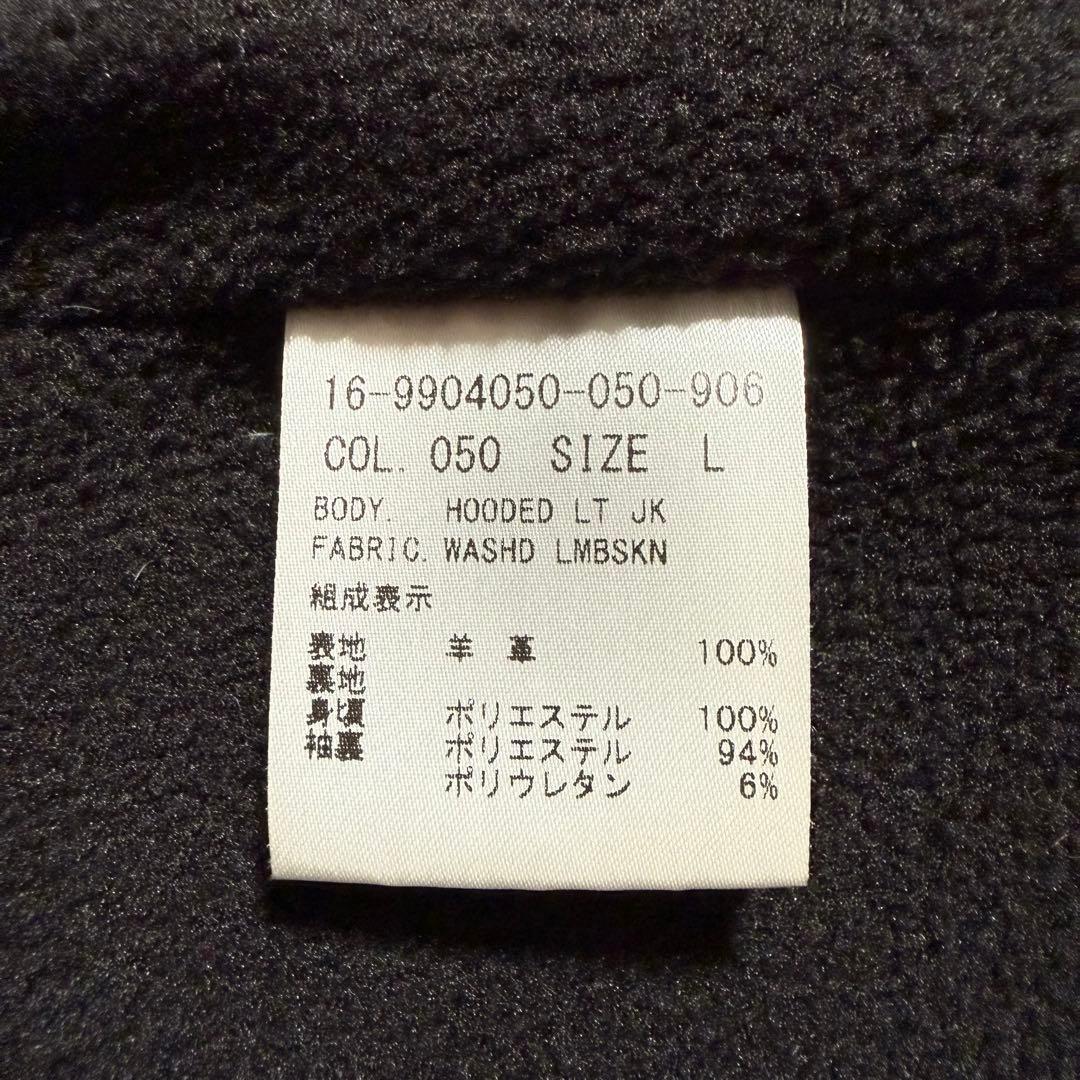 16-9904050-050-906
COL. 050 SIZE L
BODY. HOODED LT JK
FABRIC. WASHD LMBSKN
組成表示
表地 羊 革 100%
裏地
身頃 ポリエステル 100%
袖裏 ポリエステル 94%
ポリウレタン 6%